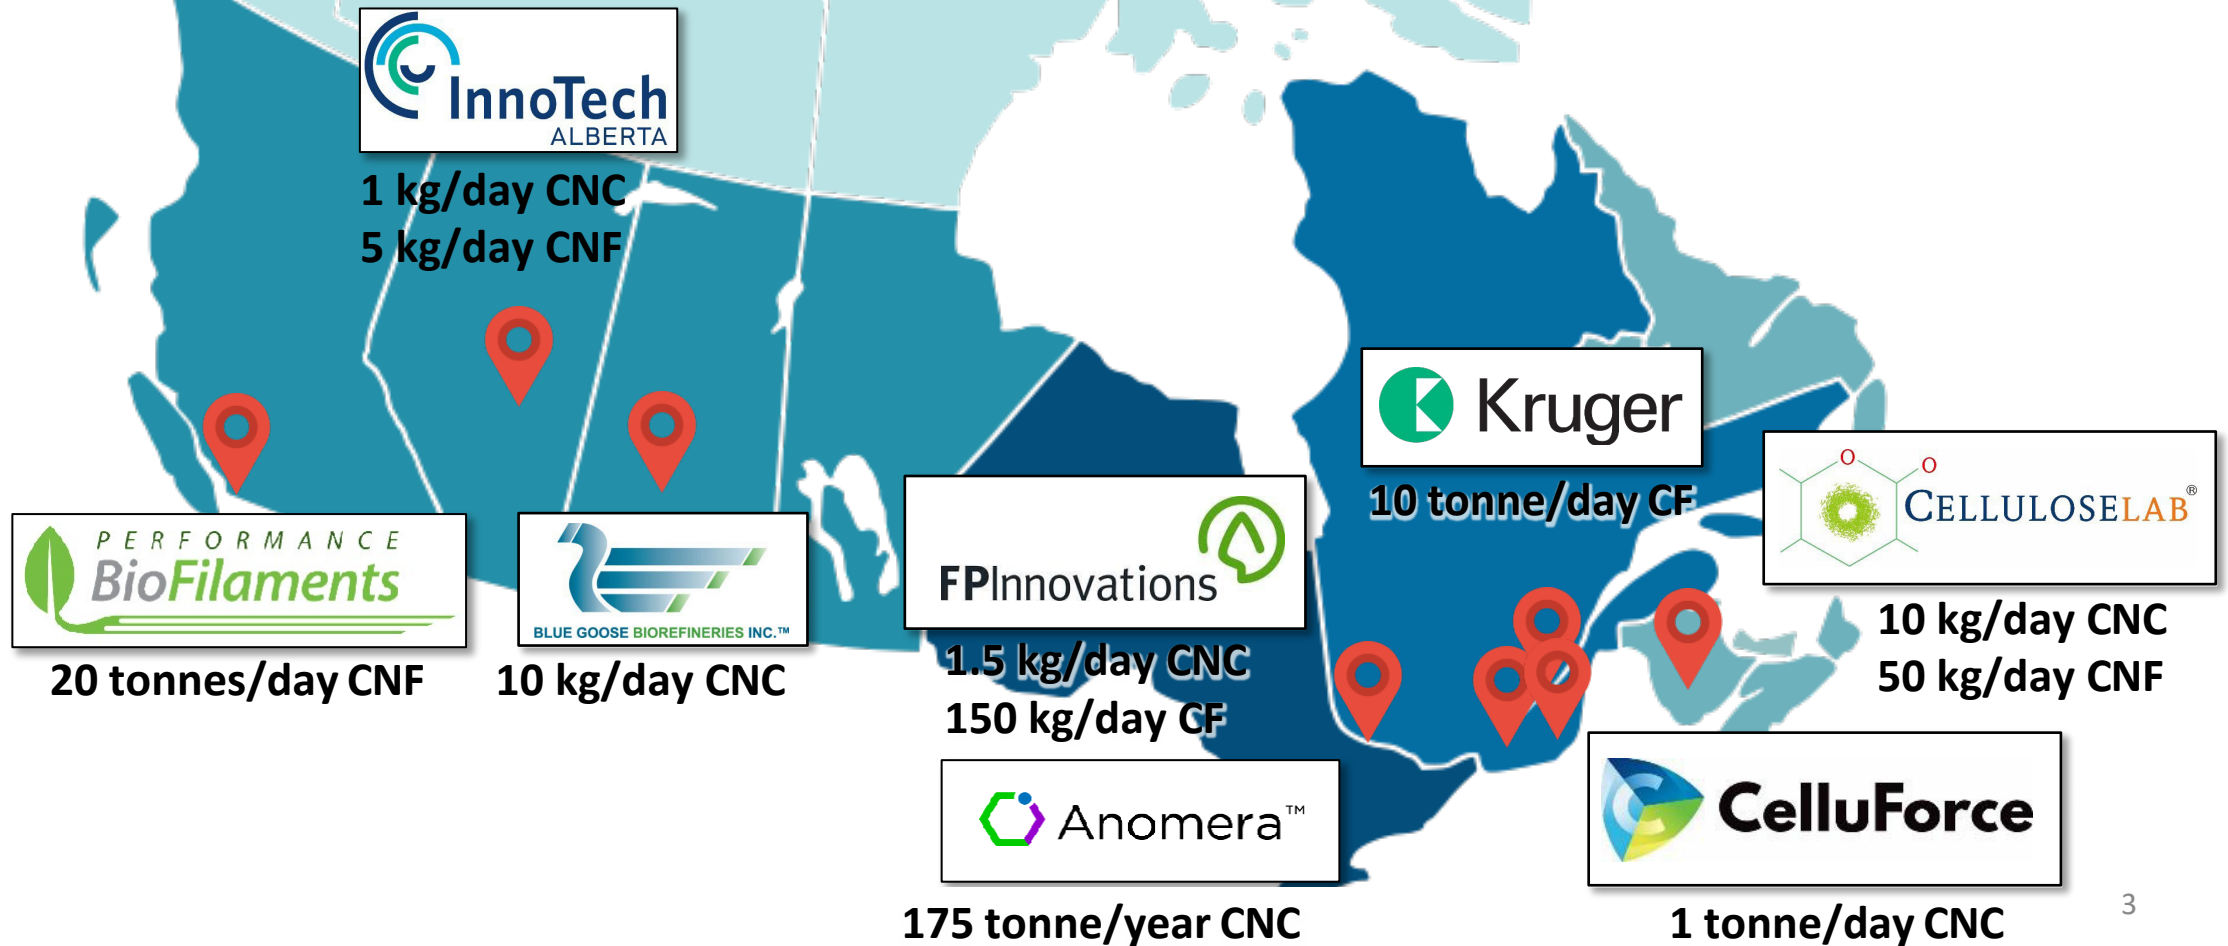 InnoTech
ALBERTA
1 kg/day CNC
5 kg/day CNF
Kruger
10 tonne/day CF
O
O
CELLULOSELAB®
10 kg/day CNC
50 kg/day CNF
PERFORMANCE
BioFilaments
20 tonnes/day CNF
BLUE GOOSE BIOREFINERIES INC.™
10 kg/day CNC
FPInnovations
1.5 kg/day CNC
150 kg/day CF
Anomera™
175 tonne/year CNC
C
CelluForce
1 tonne/day CNC
3